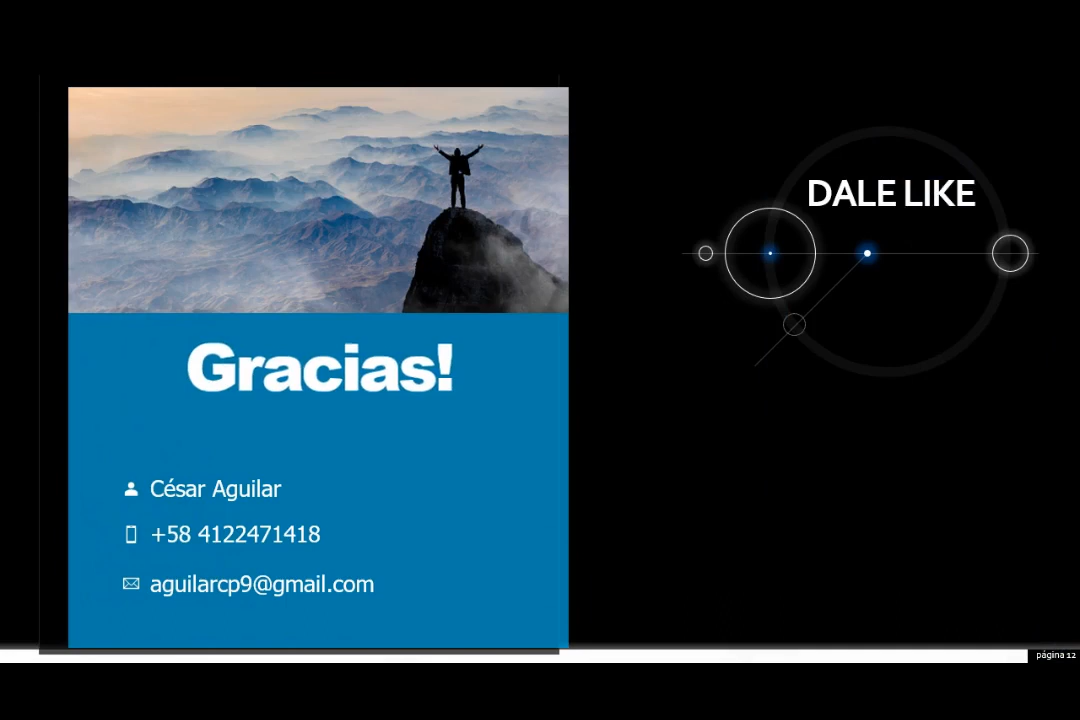 DALE LIKE
Gracias!
César Aguilar
+58 4122471418
aguilarcp9@gmail.com
página 12